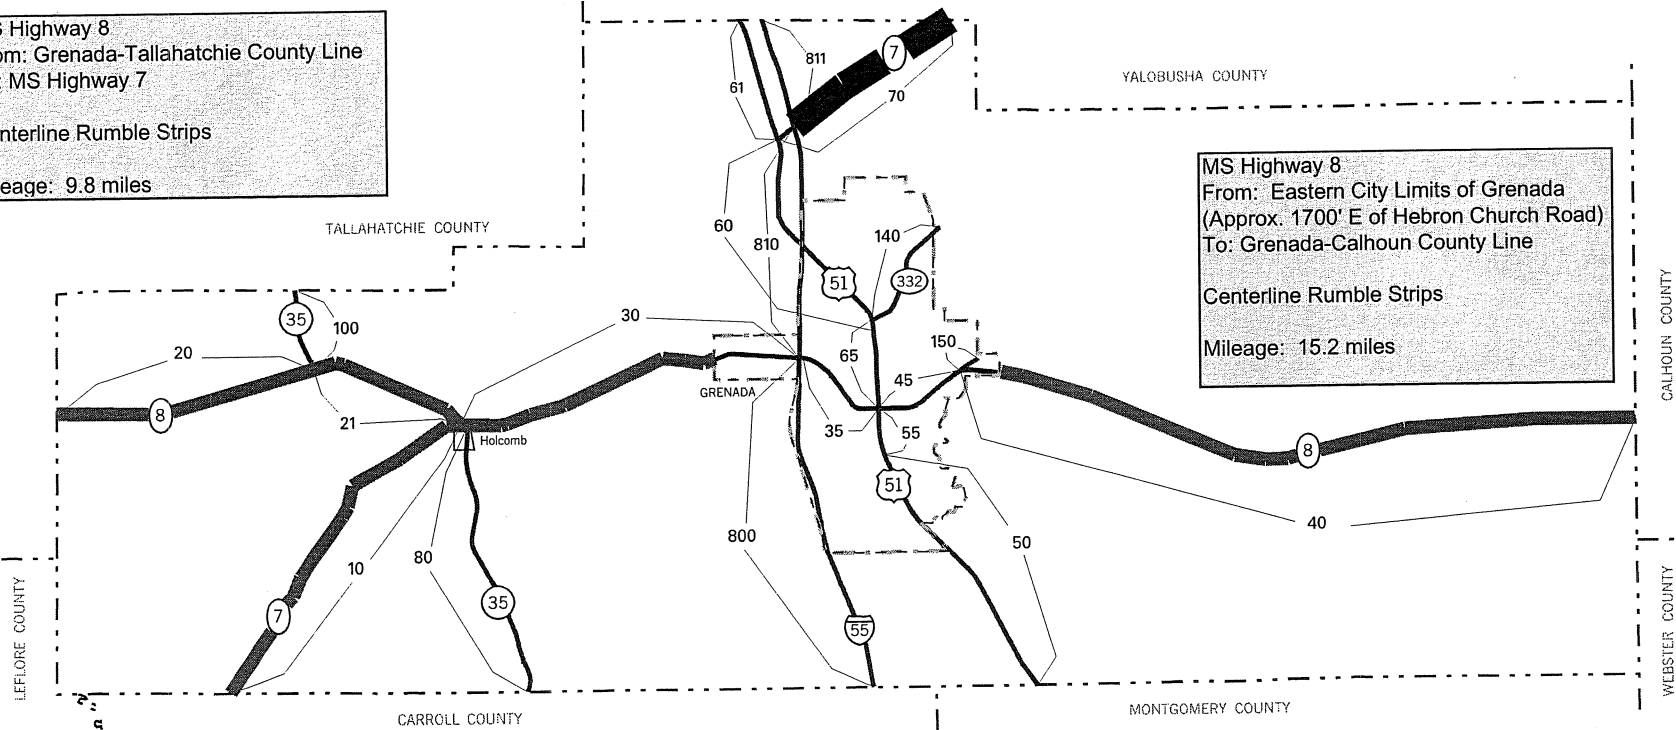 Highway 8
om: Grenada-Tallahatchie County Line
: MS Highway 7
nterline Rumble Strips
eage: 9.8 miles
TALLAHATCHIE COUNTY
YALOBUSHA COUNTY
MS Highway 8
From: Eastern City Limits of Grenada
(Approx. 1700' E of Hebron Church Road)
To: Grenada-Calhoun County Line
Centerline Rumble Strips
Mileage: 15.2 miles
CALHOUN COUNTY
811
7
61
70
60
810
140
51
332
35
100
30
20
150
65
45
GRENADA
8
21
Holcomb
35
55
8
51
40
800
50
10
80
7
35
55
LEFLORE COUNTY
WEBSTER COUNTY
CARROLL COUNTY
MONTGOMERY COUNTY